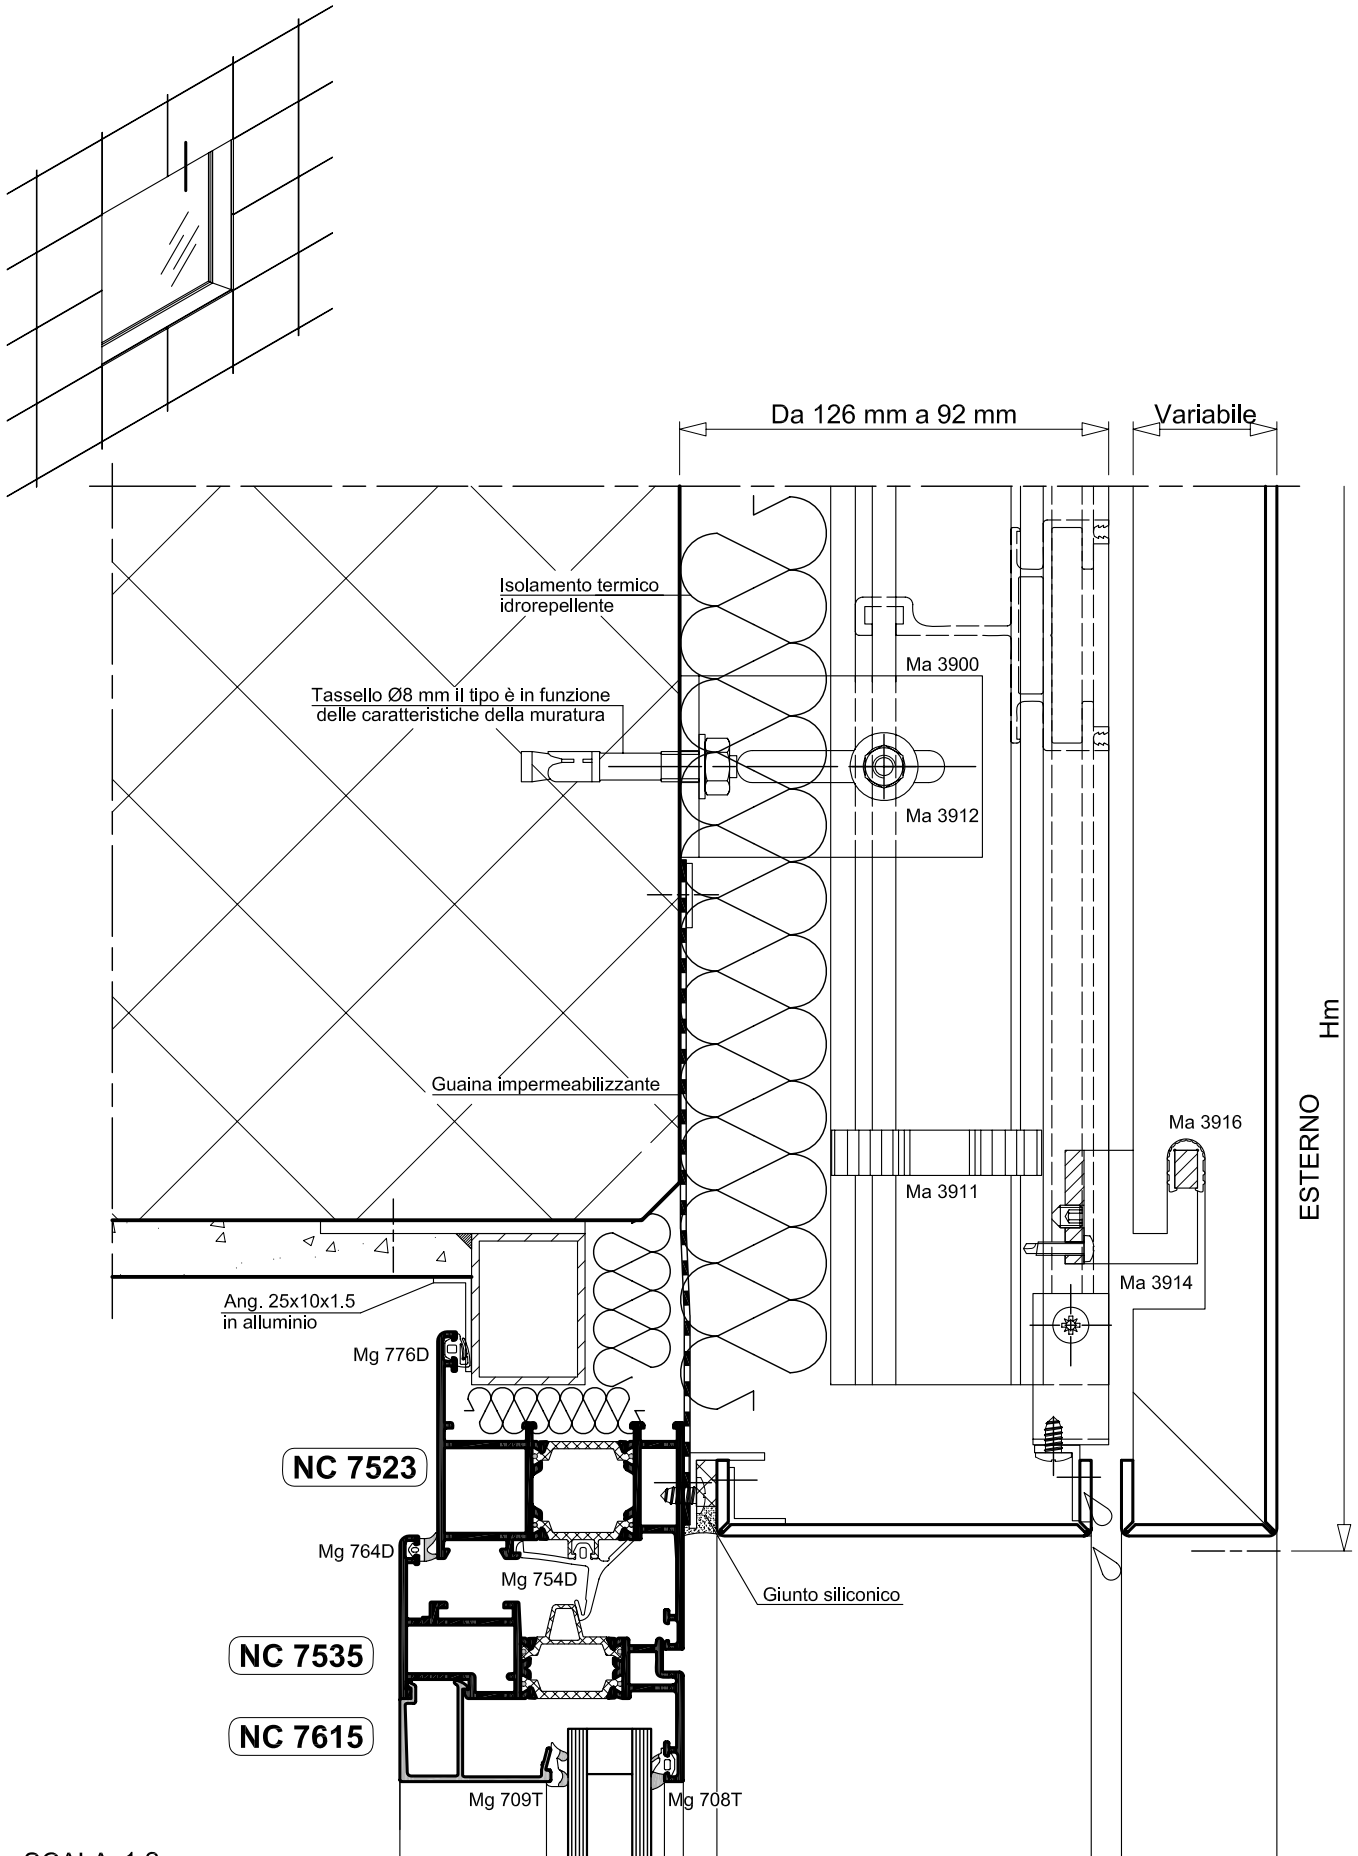 Da 126 mm a 92 mm
Variabile
Isolamento termico
idrorepellente
Ma 3900
Tassello Ø8 mm il tipo è in funzione
delle caratteristiche della muratura
Ma 3912
Hm
Guaina impermeabilizzante
ESTERNO
Ma 3916
Ma 3911
Ma 3914
Ang. 25x10x1.5
in alluminio
Mg 776D
NC 7523
Mg 764D
Mg 754D
Giunto siliconico
NC 7535
NC 7615
Mg 709T
Mg 708T